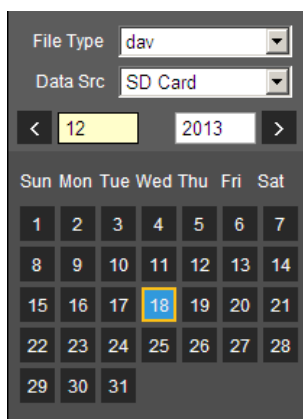 File Type dav
Data Src SD Card
< 12 2013 >
Sun Mon Tue Wed Thu Fri Sat
1 2 3 4 5 6 7
8 9 10 11 12 13 14
15 16 17 18 19 20 21
22 23 24 25 26 27 28
29 30 31